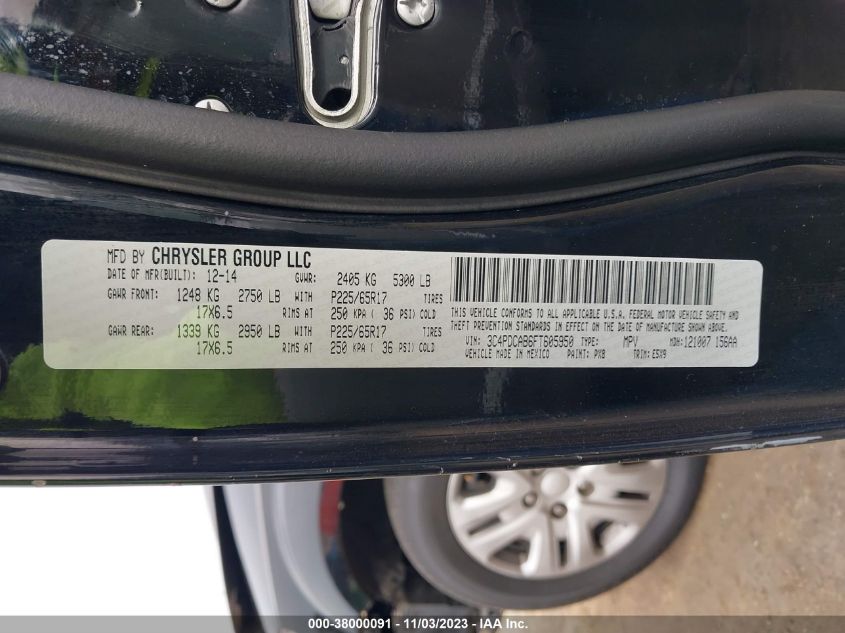 MFD BY CHRYSLER GROUP LLC
DATE OF MFR(BUILT): 12-14 GVWR: 2405 KG 5300 LB
GAWR FRONT: 1248 KG 2750 LB WITH P225/65R17 TIRES
17X6.5 RIMS AT 250 KPA ( 36 PSI) COLD
GAWR REAR: 1339 KG 2950 LB WITH P225/65R17 TIRES
17X6.5 RIMS AT 250 KPA ( 36 PSI) COLD
THIS VEHICLE CONFORMS TO ALL APPLICABLE U.S.A. FEDERAL MOTOR VEHICLE SAFETY AND
THEFT PREVENTION STANDARDS IN EFFECT ON THE DATE OF MANUFACTURE SHOWN ABOVE.
VIN: 3C4PDCAB6FT605950 TYPE: MPV MDH: 121007 156AA
VEHICLE MADE IN MEXICO PAINT: PX8 TRIM: E5X9
000-38000091 - 11/03/2023 - IAA Inc.